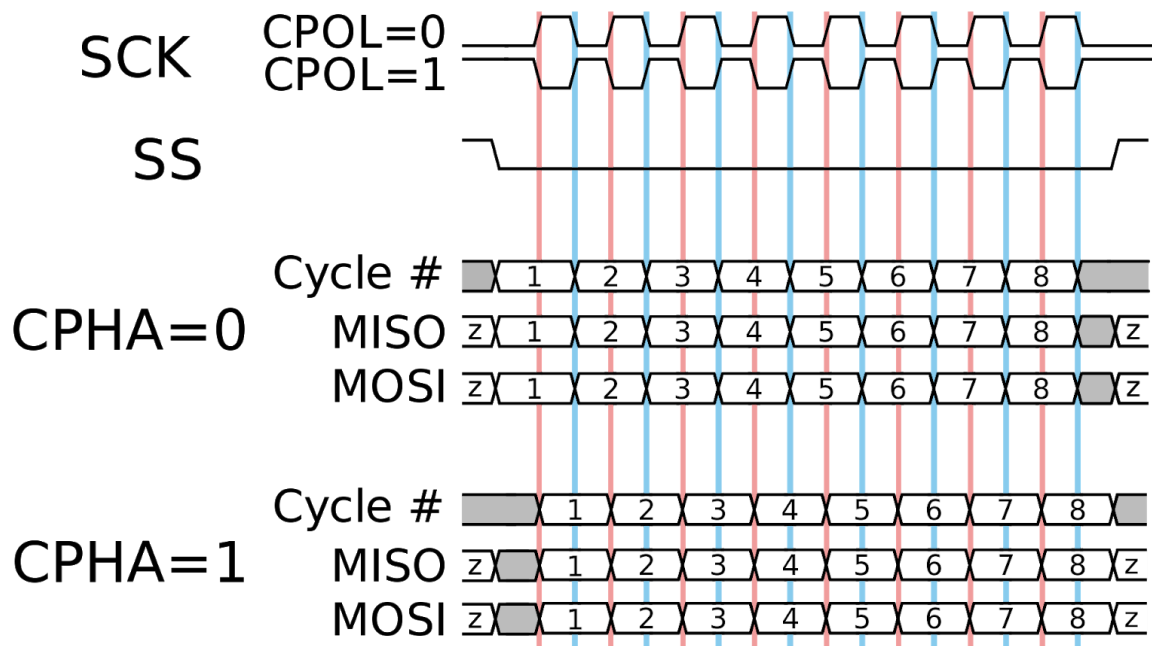 SCK CPOL=0
CPOL=1
SS
Cycle # 1 2 3 4 5 6 7 8
CPHA=0 MISO z 1 2 3 4 5 6 7 8 z
MOSI z 1 2 3 4 5 6 7 8 z
Cycle # 1 2 3 4 5 6 7 8
CPHA=1 MISO z 1 2 3 4 5 6 7 8 z
MOSI z 1 2 3 4 5 6 7 8 z